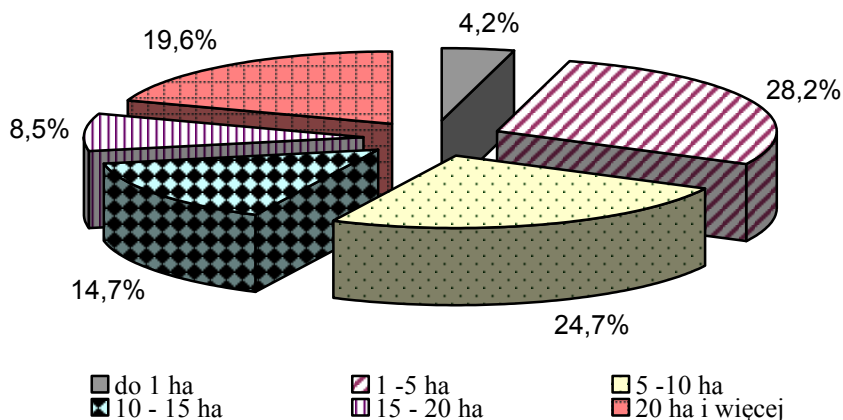 4,2%
19,6%
28,2%
8,5%
14,7%
24,7%
do 1 ha
1 -5 ha
5 -10 ha
10 - 15 ha
15 - 20 ha
20 ha i więcej